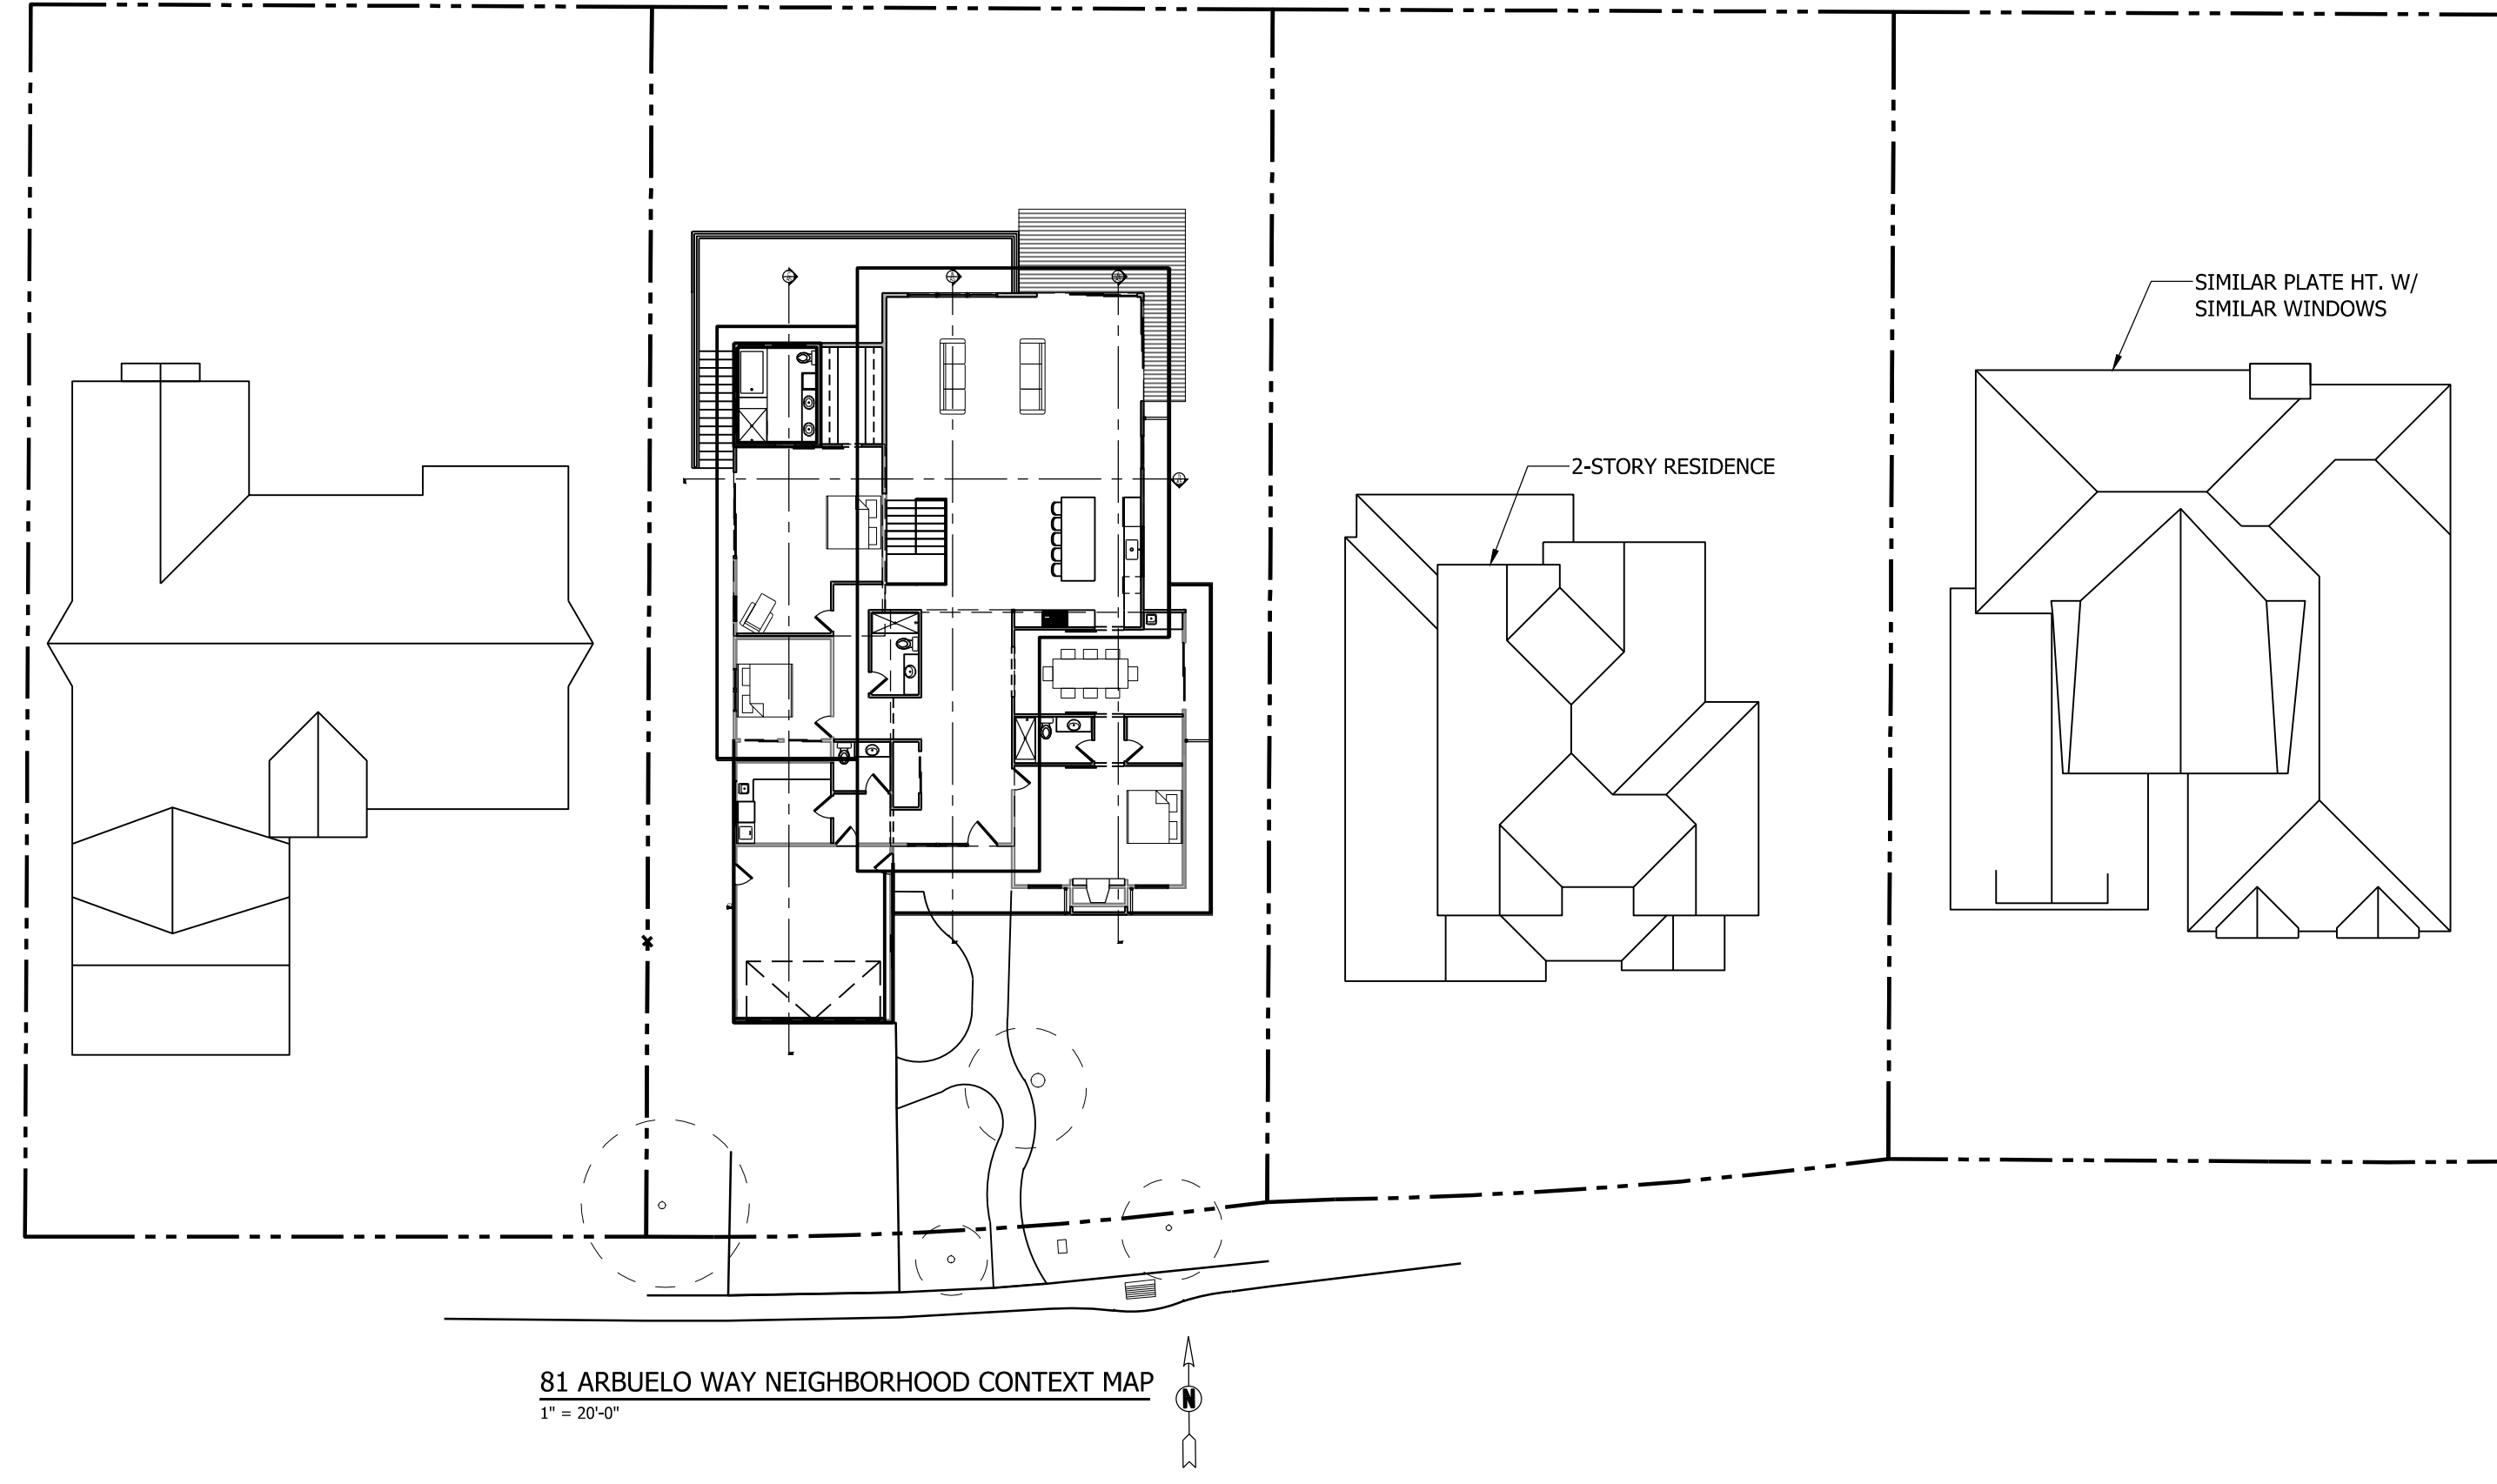 SIMILAR PLATE HT. W/
SIMILAR WINDOWS
2-STORY RESIDENCE
81 ARBUELO WAY NEIGHBORHOOD CONTEXT MAP
1" = 20'-0"
N